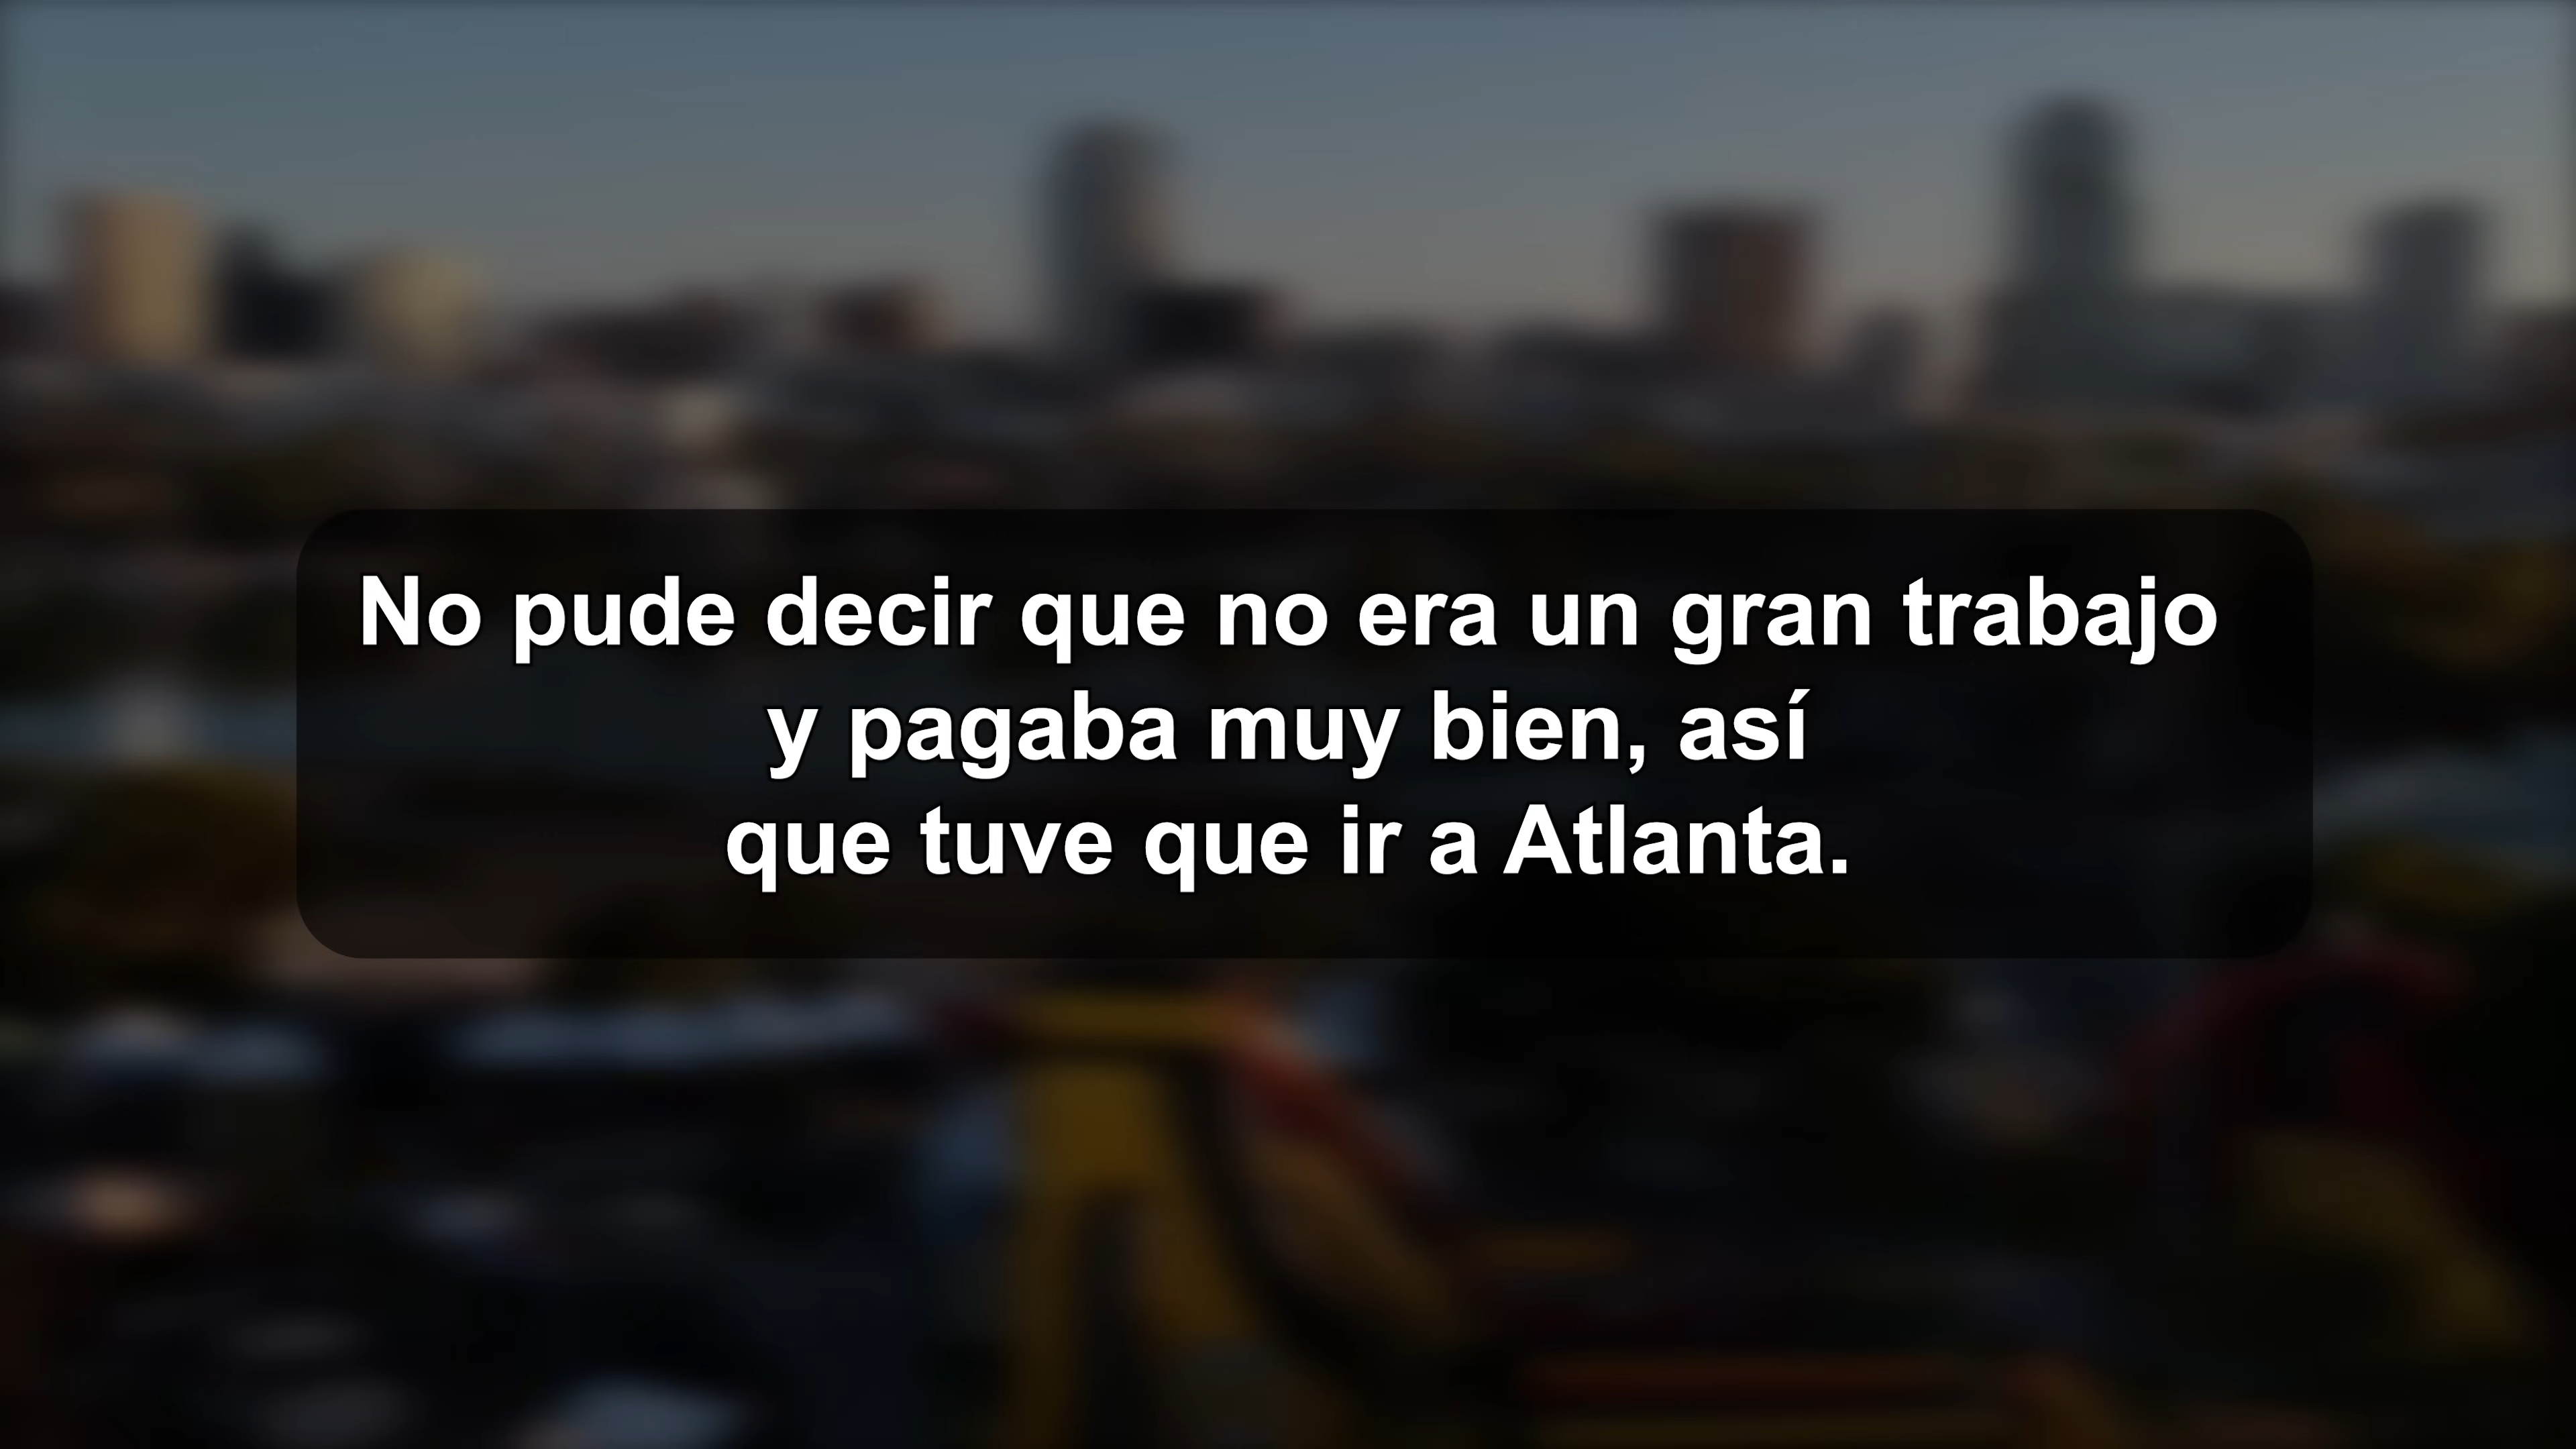 No pude decir que no era un gran trabajo
y pagaba muy bien, así
que tuve que ir a Atlanta.